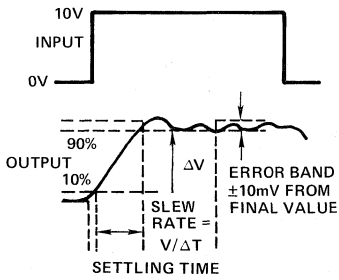 10V
INPUT
0V
90%
OUTPUT
10%
ΔV
SLEW
RATE =
V/ΔT
ERROR BAND
±10mV FROM
FINAL VALUE
SETTLING TIME